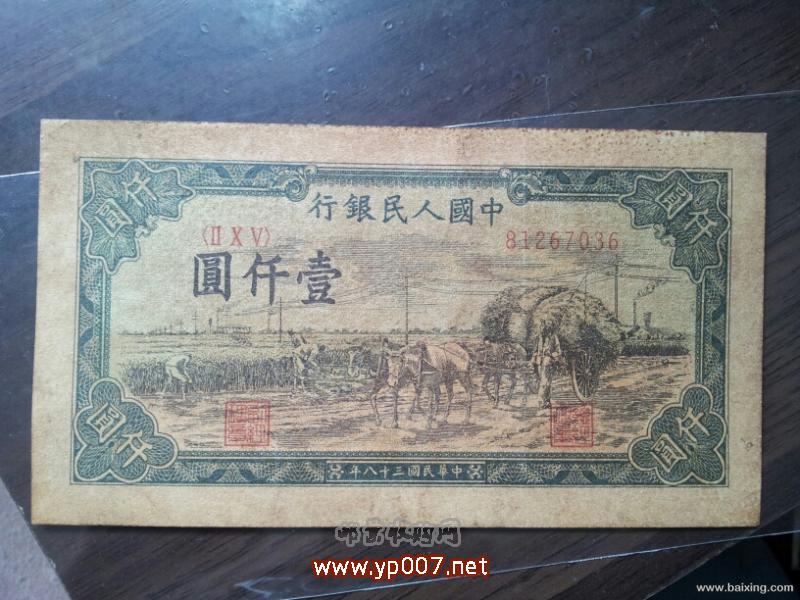 中國人民銀行
〈II X V〉
81267036
壹仟圓
仟圓
仟圓
仟圓
仟圓
中華民國三十八年
www.yp007.net
www.baixing.com